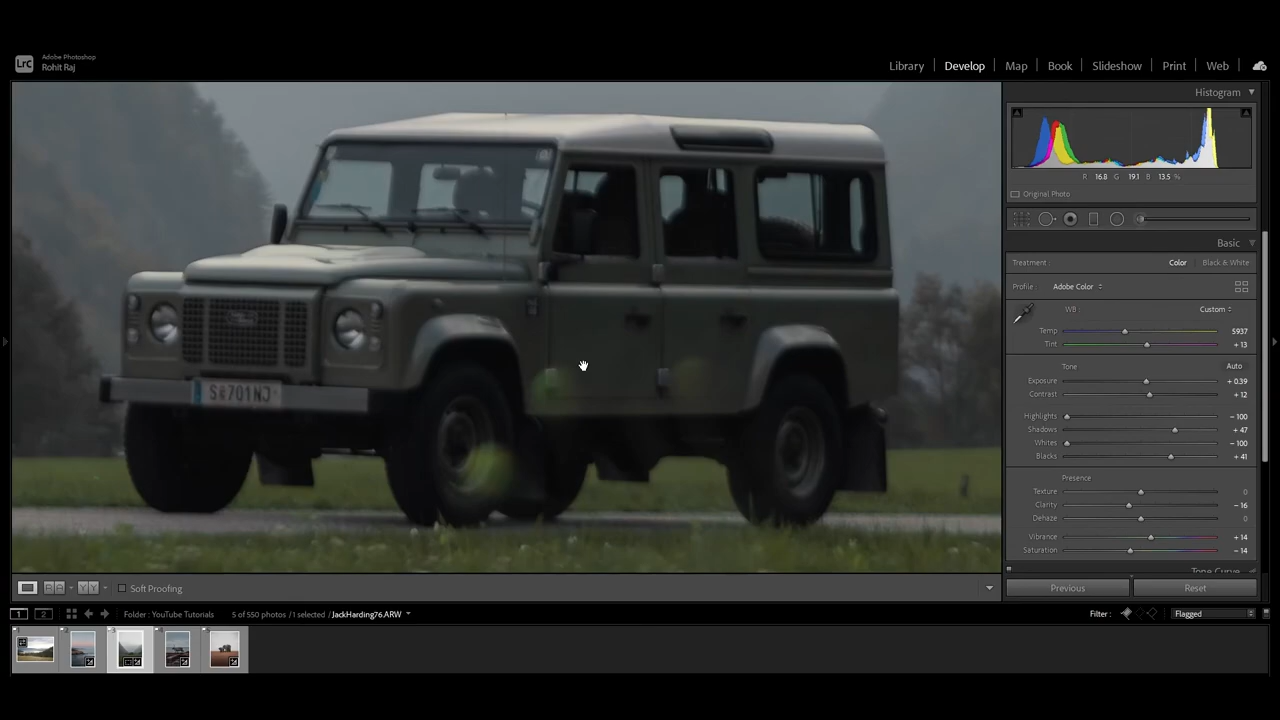 LrC
Adobe Photoshop
Rohit Raj
Library
Develop
Map
Book
Slideshow
Print
Web
Histogram
R 16.8 G 19.1 B 13.5 %
Original Photo
Basic
Treatment :
Color
Black & White
Profile :
Adobe Color
WB :
Custom
Temp
5937
Tint
+ 13
Tone
Auto
Exposure
+ 0.39
Contrast
+ 12
Highlights
− 100
Shadows
+ 47
Whites
− 100
Blacks
+ 41
Presence
Texture
0
Clarity
− 16
Dehaze
0
Vibrance
+ 14
Saturation
− 14
Tone Curve
Soft Proofing
Previous
Reset
1
2
Folder : YouTube Tutorials
5 of 550 photos / 1 selected / JackHarding76.ARW
Filter :
Flagged